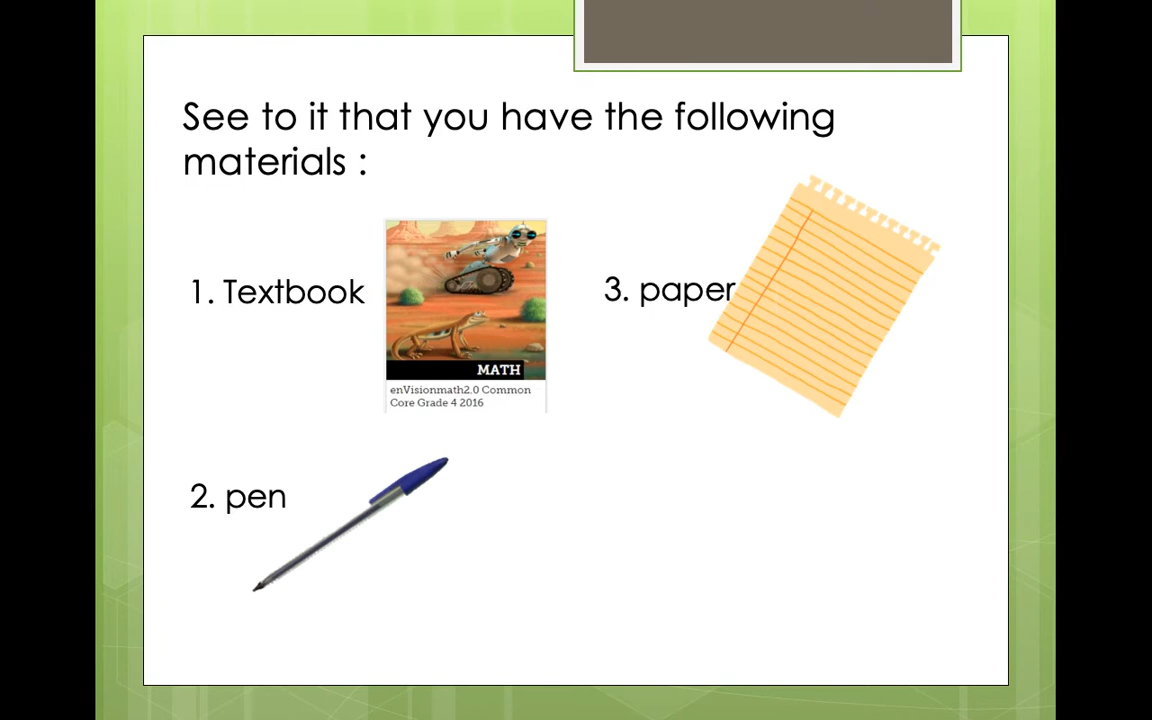 See to it that you have the following
materials :
1. Textbook
MATH
enVisionmath2.0 Common
Core Grade 4 2016
2. pen
3. paper